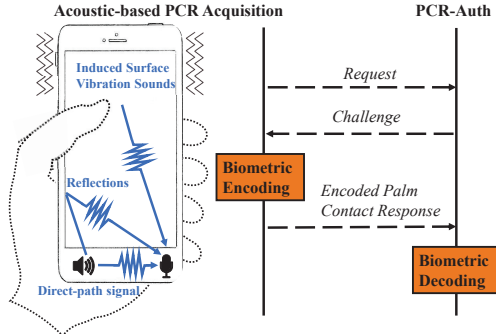 Acoustic-based PCR Acquisition
PCR-Auth
Induced Surface
Vibration Sounds
Reflections
Direct-path signal
Request
Challenge
Biometric
Encoding
Encoded Palm
Contact Response
Biometric
Decoding